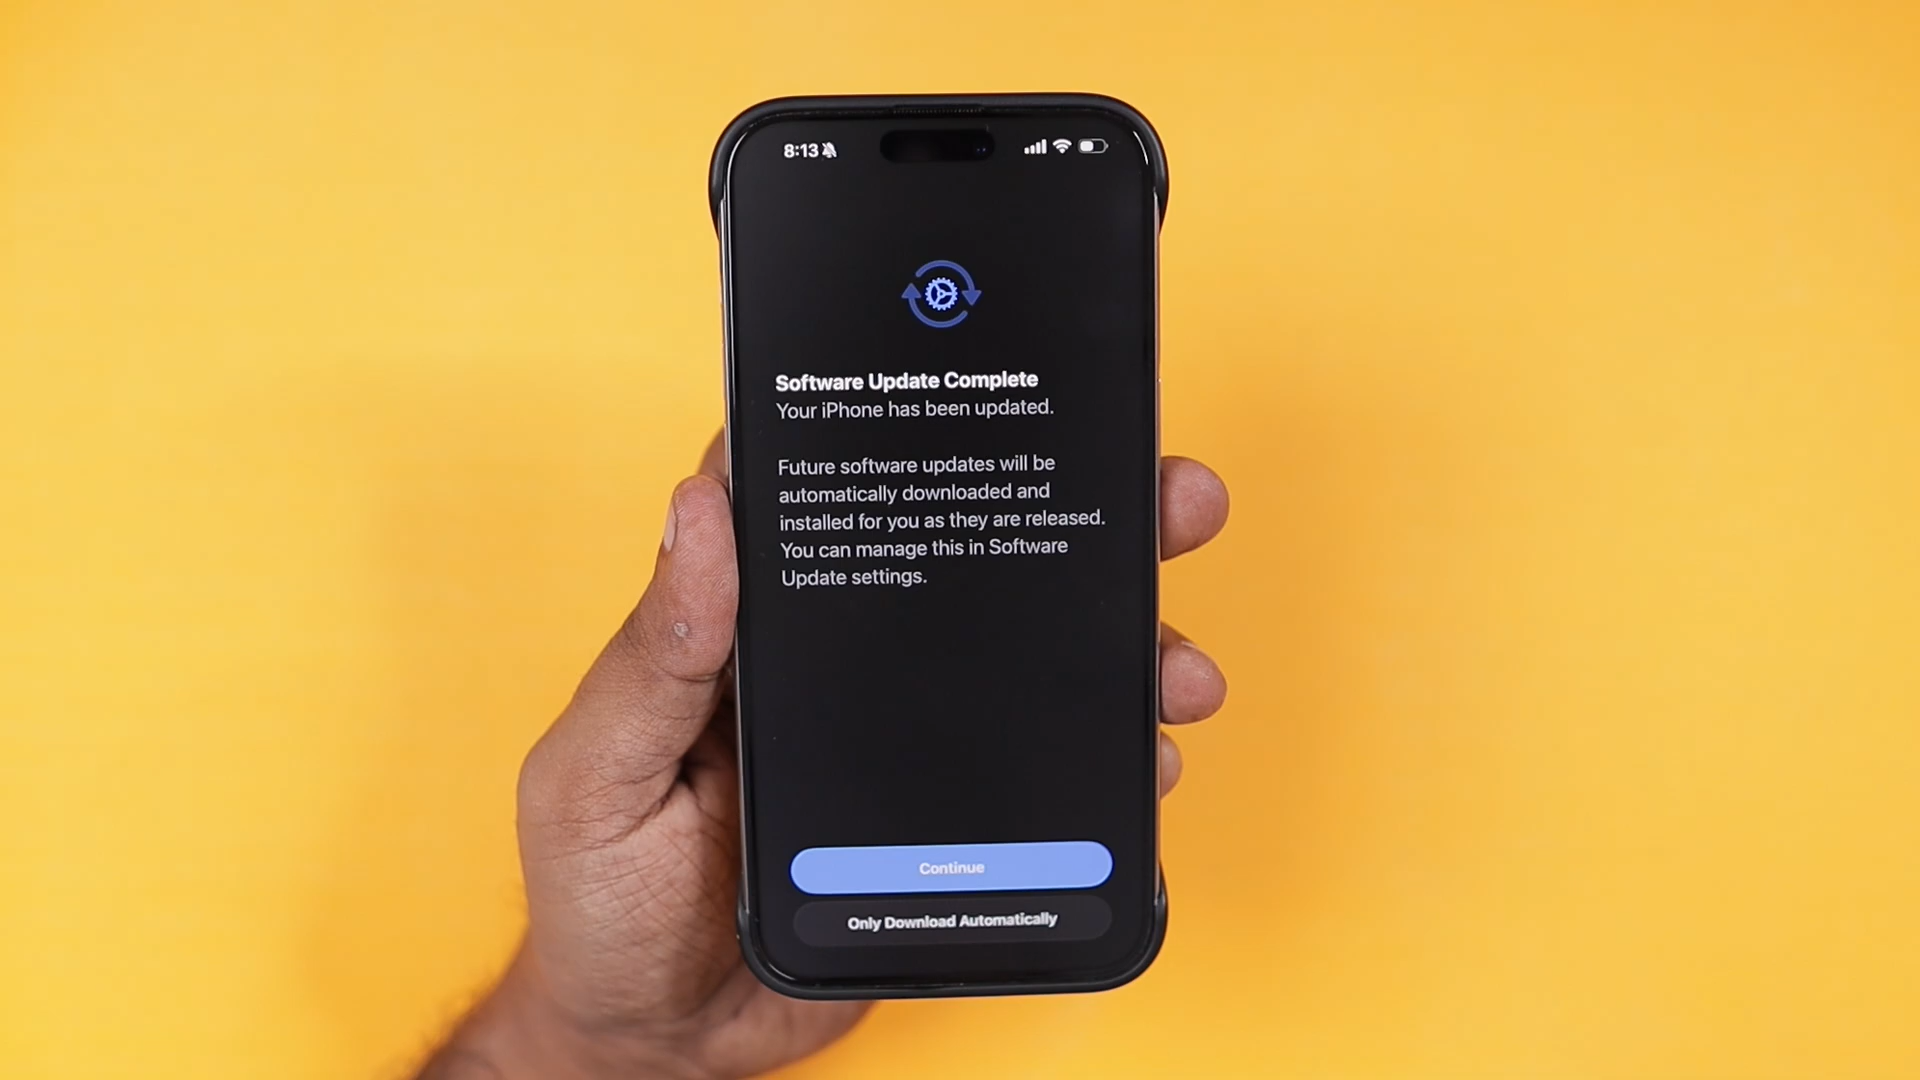 8:13
Software Update Complete
Your iPhone has been updated.
Future software updates will be
automatically downloaded and
installed for you as they are released.
You can manage this in Software
Update settings.
Continue
Only Download Automatically